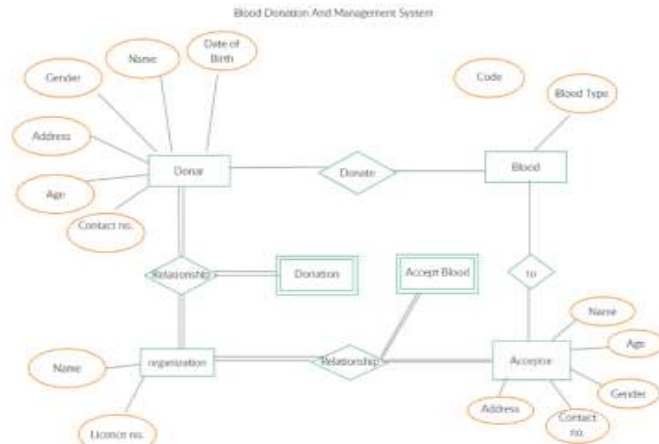 Blood Donation And Management System
Date of
Birth
Name
Gender
Code
Blood Type
Address
Donar
Donate
Blood
Age
Contact no.
Relationship
Donation
Accept Blood
to
Name
Age
Name
organization
Relationship
Acceptor
Gender
Address
Contact
no.
Licence no.